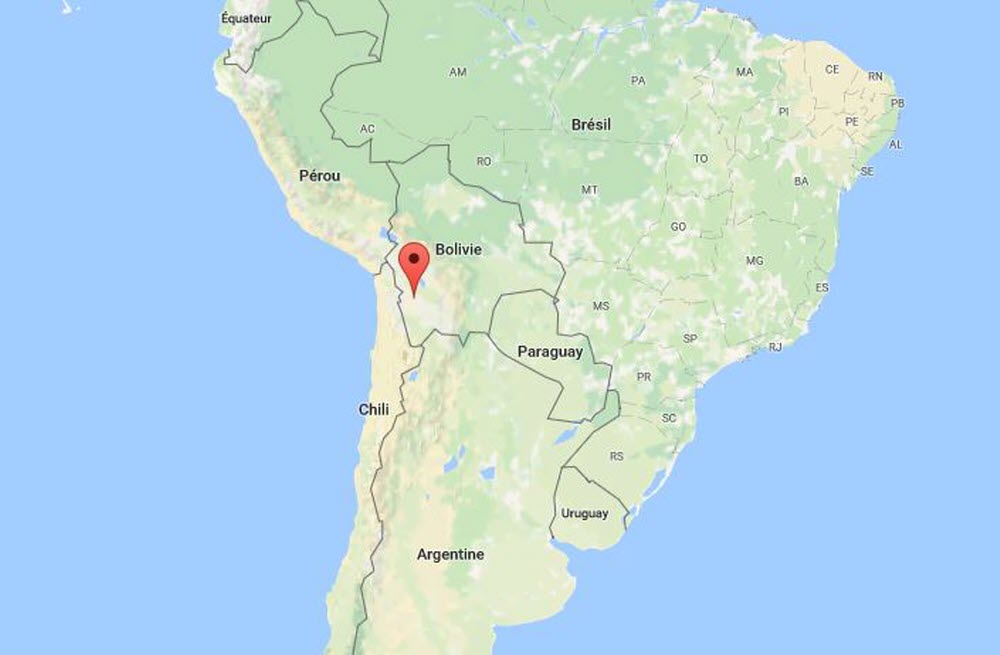 Équateur
AM
PA
MA
CE
RN
PB
PI
PE
AL
AC
Brésil
RO
TO
SE
Pérou
MT
BA
GO
Bolivie
MG
ES
MS
SP
RJ
Paraguay
PR
Chili
SC
RS
Uruguay
Argentine